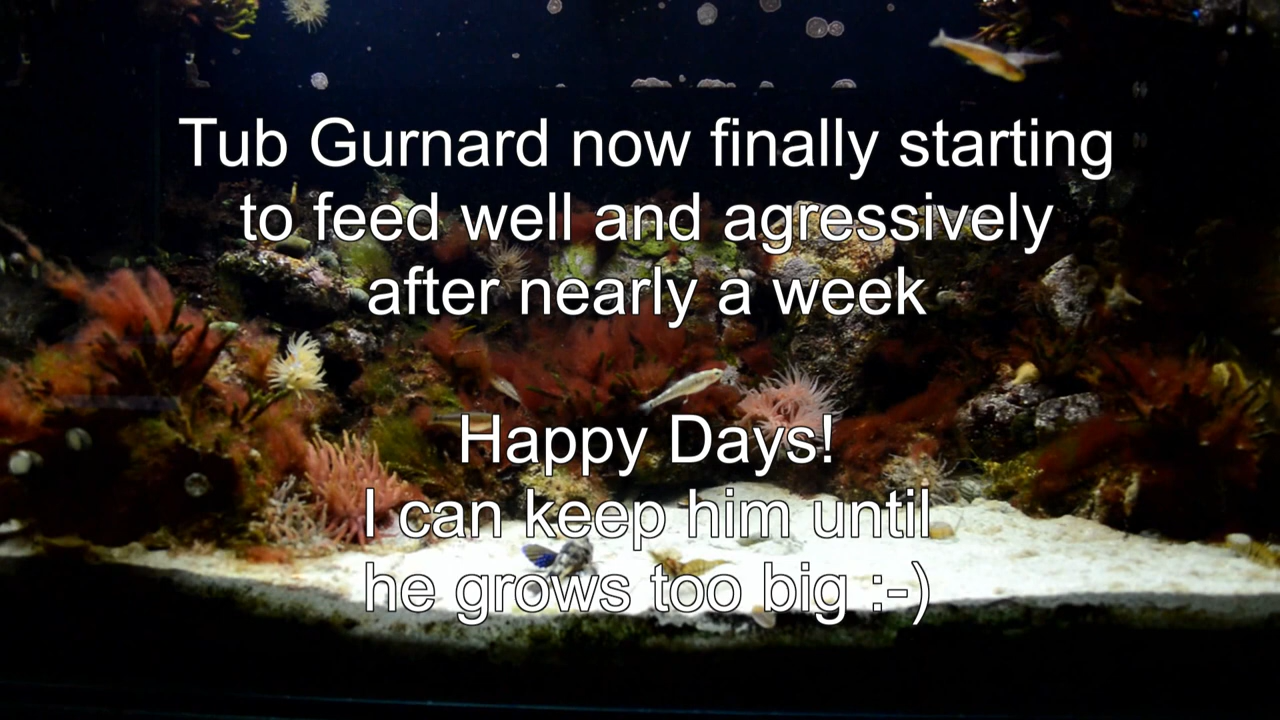 Tub Gurnard now finally starting
to feed well and agressively
after nearly a week
Happy Days!
I can keep him until
he grows too big :-)